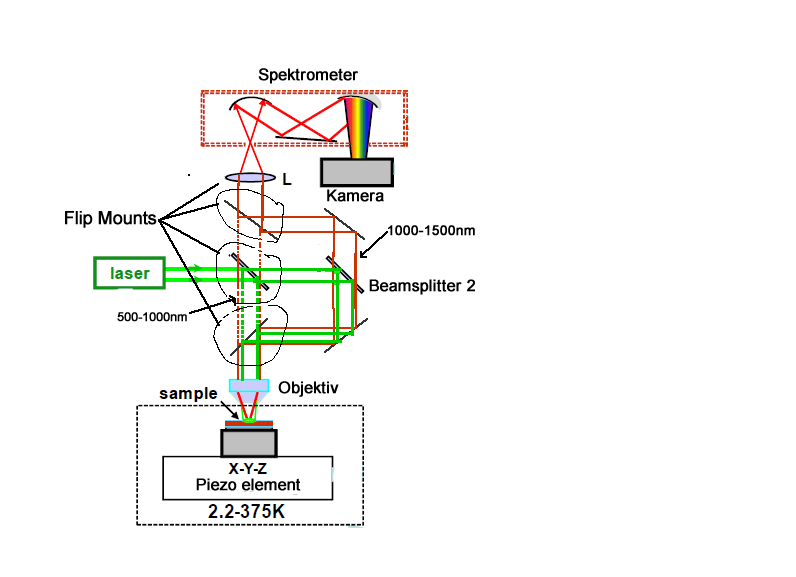 Spektrometer
L
Kamera
Flip Mounts
1000-1500nm
laser
Beamsplitter 2
500-1000nm
Objektiv
sample
X-Y-Z
Piezo element
2.2-375K